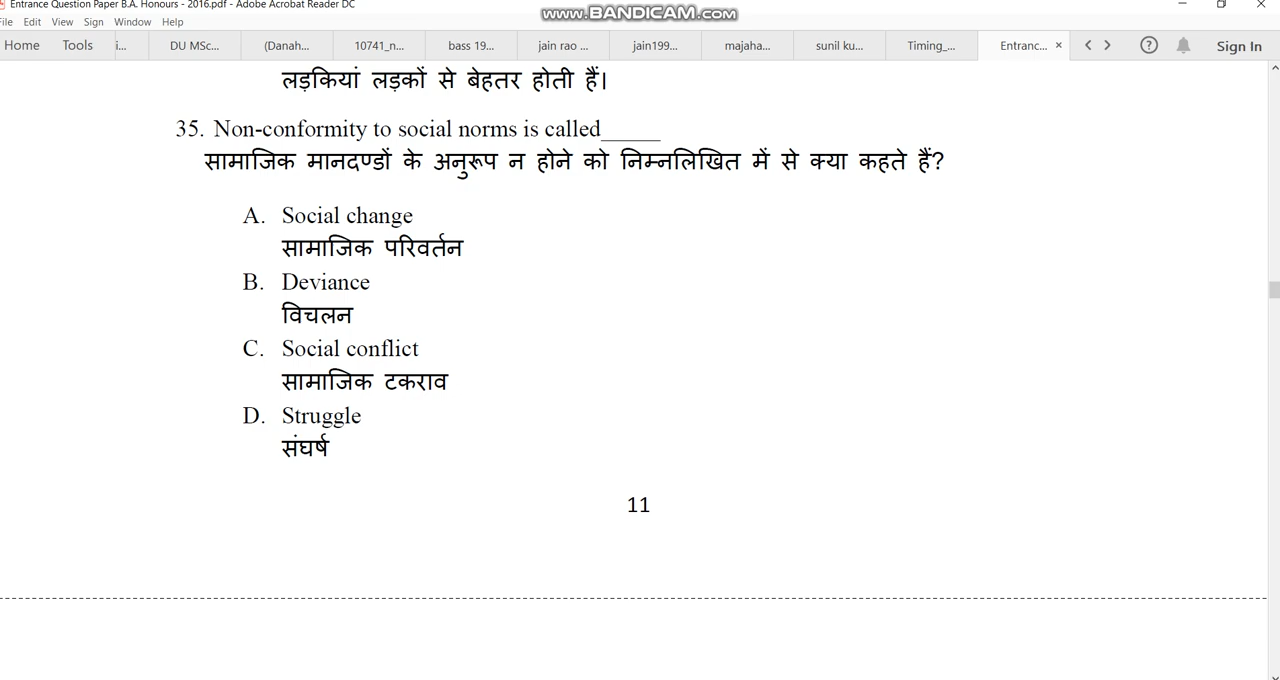 Entrance Question Paper B.A. Honours - 2016.pdf - Adobe Acrobat Reader DC
www.BANDICAM.com
File Edit View Sign Window Help
Home Tools i... DU MSc... (Danah... 10741_n... bass 19... jain rao ... jain199... majaha... sunil ku... Timing_... Entranc... × Sign In
लड़कियां लड़कों से बेहतर होती हैं।
35. Non-conformity to social norms is called_____
सामाजिक मानदण्डों के अनुरूप न होने को निम्नलिखित में से क्या कहते हैं?
A. Social change
सामाजिक परिवर्तन
B. Deviance
विचलन
C. Social conflict
सामाजिक टकराव
D. Struggle
संघर्ष
11